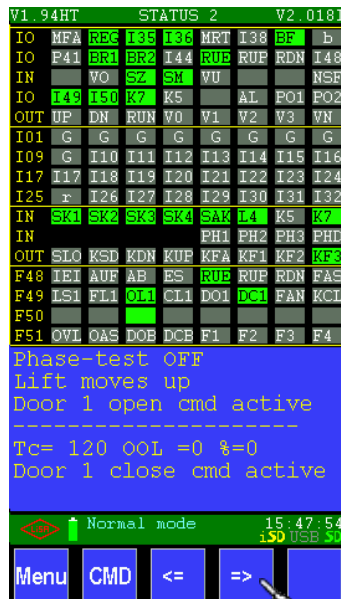 V1.94HT STATUS 2 V2.018I
IO MFA REG I35 I36 MRT I38 BF b
IO P41 BR1 BR2 I44 RUE RUP RDN I48
IN VO SZ SM VU NSF
IO I49 I50 K7 K5 AL PO1 PO2
OUT UP DN RUN V0 V1 V2 V3 VN
I01 G G G G G G G G
I09 G I10 I11 I12 I13 I14 I15 I16
I17 I17 I18 I19 I20 I21 I22 I23 I24
I25 r I26 I27 I28 I29 I30 I31 I32
IN SK1 SK2 SK3 SK4 SAK L4 K5 K7
IN PH1 PH2 PH3 PHD
OUT SLO KSD KDN KUP KFA KF1 KF2 KF3
F48 IEI AUF AB ES RUE RUP RDN FAS
F49 LS1 FL1 OL1 CL1 DO1 DC1 FAN KCL
F50
F51 OVL OAS DOB DCB F1 F2 F3 F4
Phase-test OFF
Lift moves up
Door 1 open cmd active
----------------------
Tc= 120 OOL =0 %=0
Door 1 close cmd active
Normal mode 15:47:54
iSD USB SD
Menu CMD <= =>